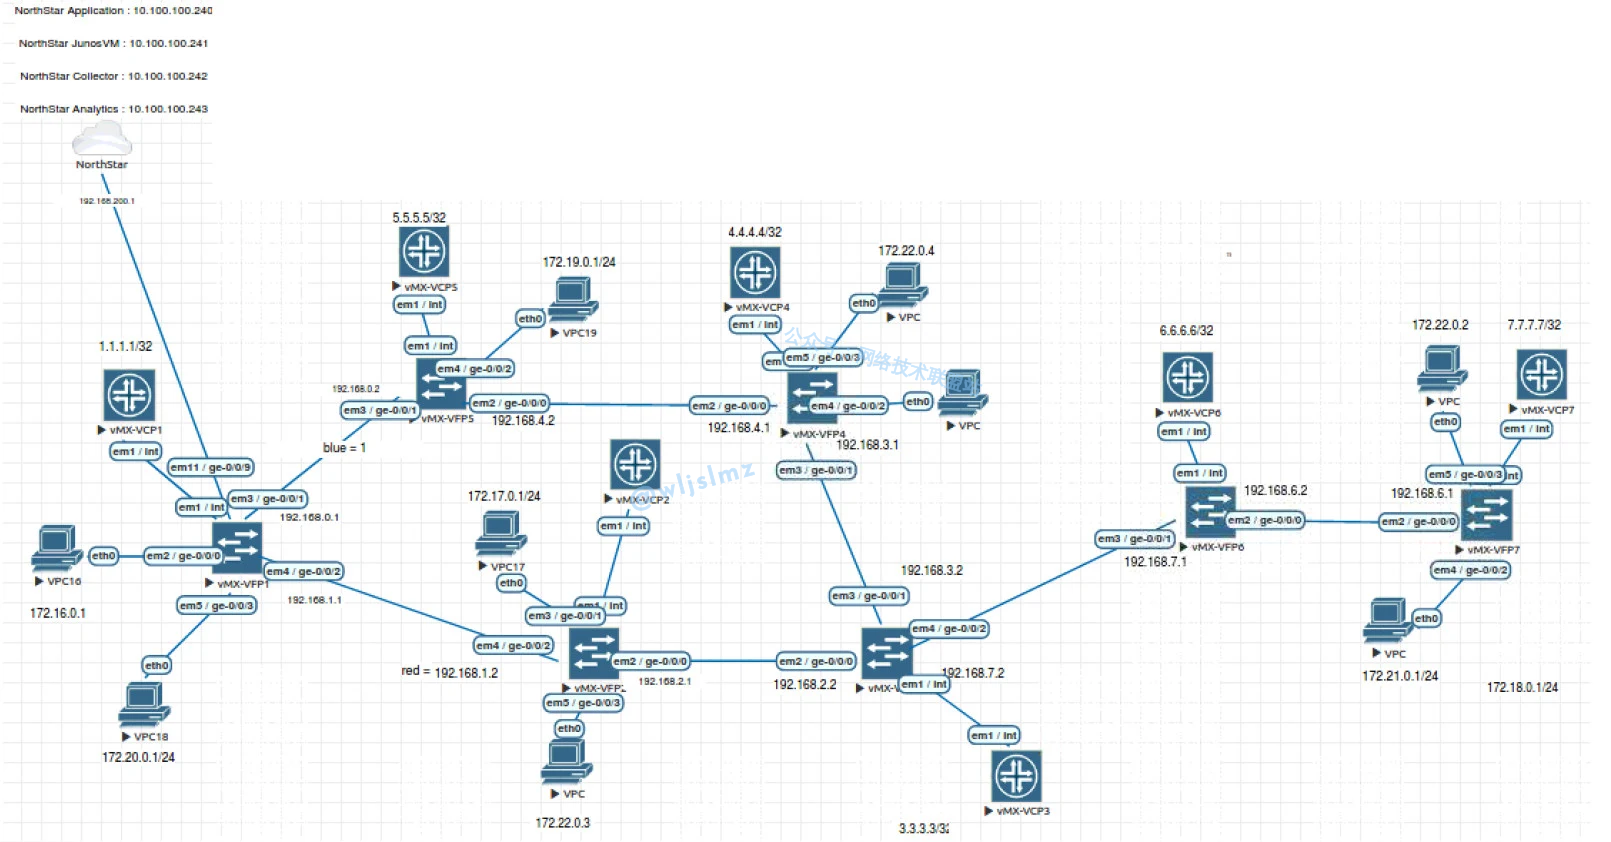 NorthStar Application : 10.100.100.240
NorthStar JunosVM : 10.100.100.241
NorthStar Collector : 10.100.100.242
NorthStar Analytics : 10.100.100.243
NorthStar
192.168.200.1
5.5.5.5/32
vMX-VCP5
em1 / int
em1 / int
172.19.0.1/24
eth0
VPC19
em4 / ge-0/0/2
192.168.0.2
em3 / ge-0/0/1
vMX-VFP5
em2 / ge-0/0/0
192.168.4.2
blue = 1
4.4.4.4/32
vMX-VCP4
em1 / int
em
172.22.0.4
eth0
VPC
em5 / ge-0/0/3
em2 / ge-0/0/0
192.168.4.1
em4 / ge-0/0/2
eth0
VPC
vMX-VFP4
192.168.3.1
em3 / ge-0/0/1
公众号
网络技术联盟站
@wljslmz
1.1.1.1/32
vMX-VCP1
em1 / int
em11 / ge-0/0/9
em1 / int
em3 / ge-0/0/1
192.168.0.1
VPC16
eth0
em2 / ge-0/0/0
vMX-VFP1
172.16.0.1
em4 / ge-0/0/2
192.168.1.1
em5 / ge-0/0/3
eth0
VPC18
172.20.0.1/24
vMX-VCP2
em1 / int
em1 / int
172.17.0.1/24
VPC17
eth0
em3 / ge-0/0/1
em4 / ge-0/0/2
red = 192.168.1.2
em2 / ge-0/0/0
192.168.2.1
vMX-VFP2
em5 / ge-0/0/3
eth0
VPC
172.22.0.3
192.168.3.2
em3 / ge-0/0/1
em4 / ge-0/0/2
em2 / ge-0/0/0
192.168.2.2
vMX-V
192.168.7.2
em1 / int
em1 / int
vMX-VCP3
3.3.3.3/32
6.6.6.6/32
vMX-VCP6
em1 / int
em1 / int
192.168.6.2
em2 / ge-0/0/0
em3 / ge-0/0/1
vMX-VFP6
192.168.7.1
172.22.0.2
VPC
eth0
7.7.7.7/32
vMX-VCP7
em1 / int
em5 / ge-0/0/3
int
192.168.6.1
em2 / ge-0/0/0
vMX-VFP7
em4 / ge-0/0/2
eth0
VPC
172.21.0.1/24
172.18.0.1/24